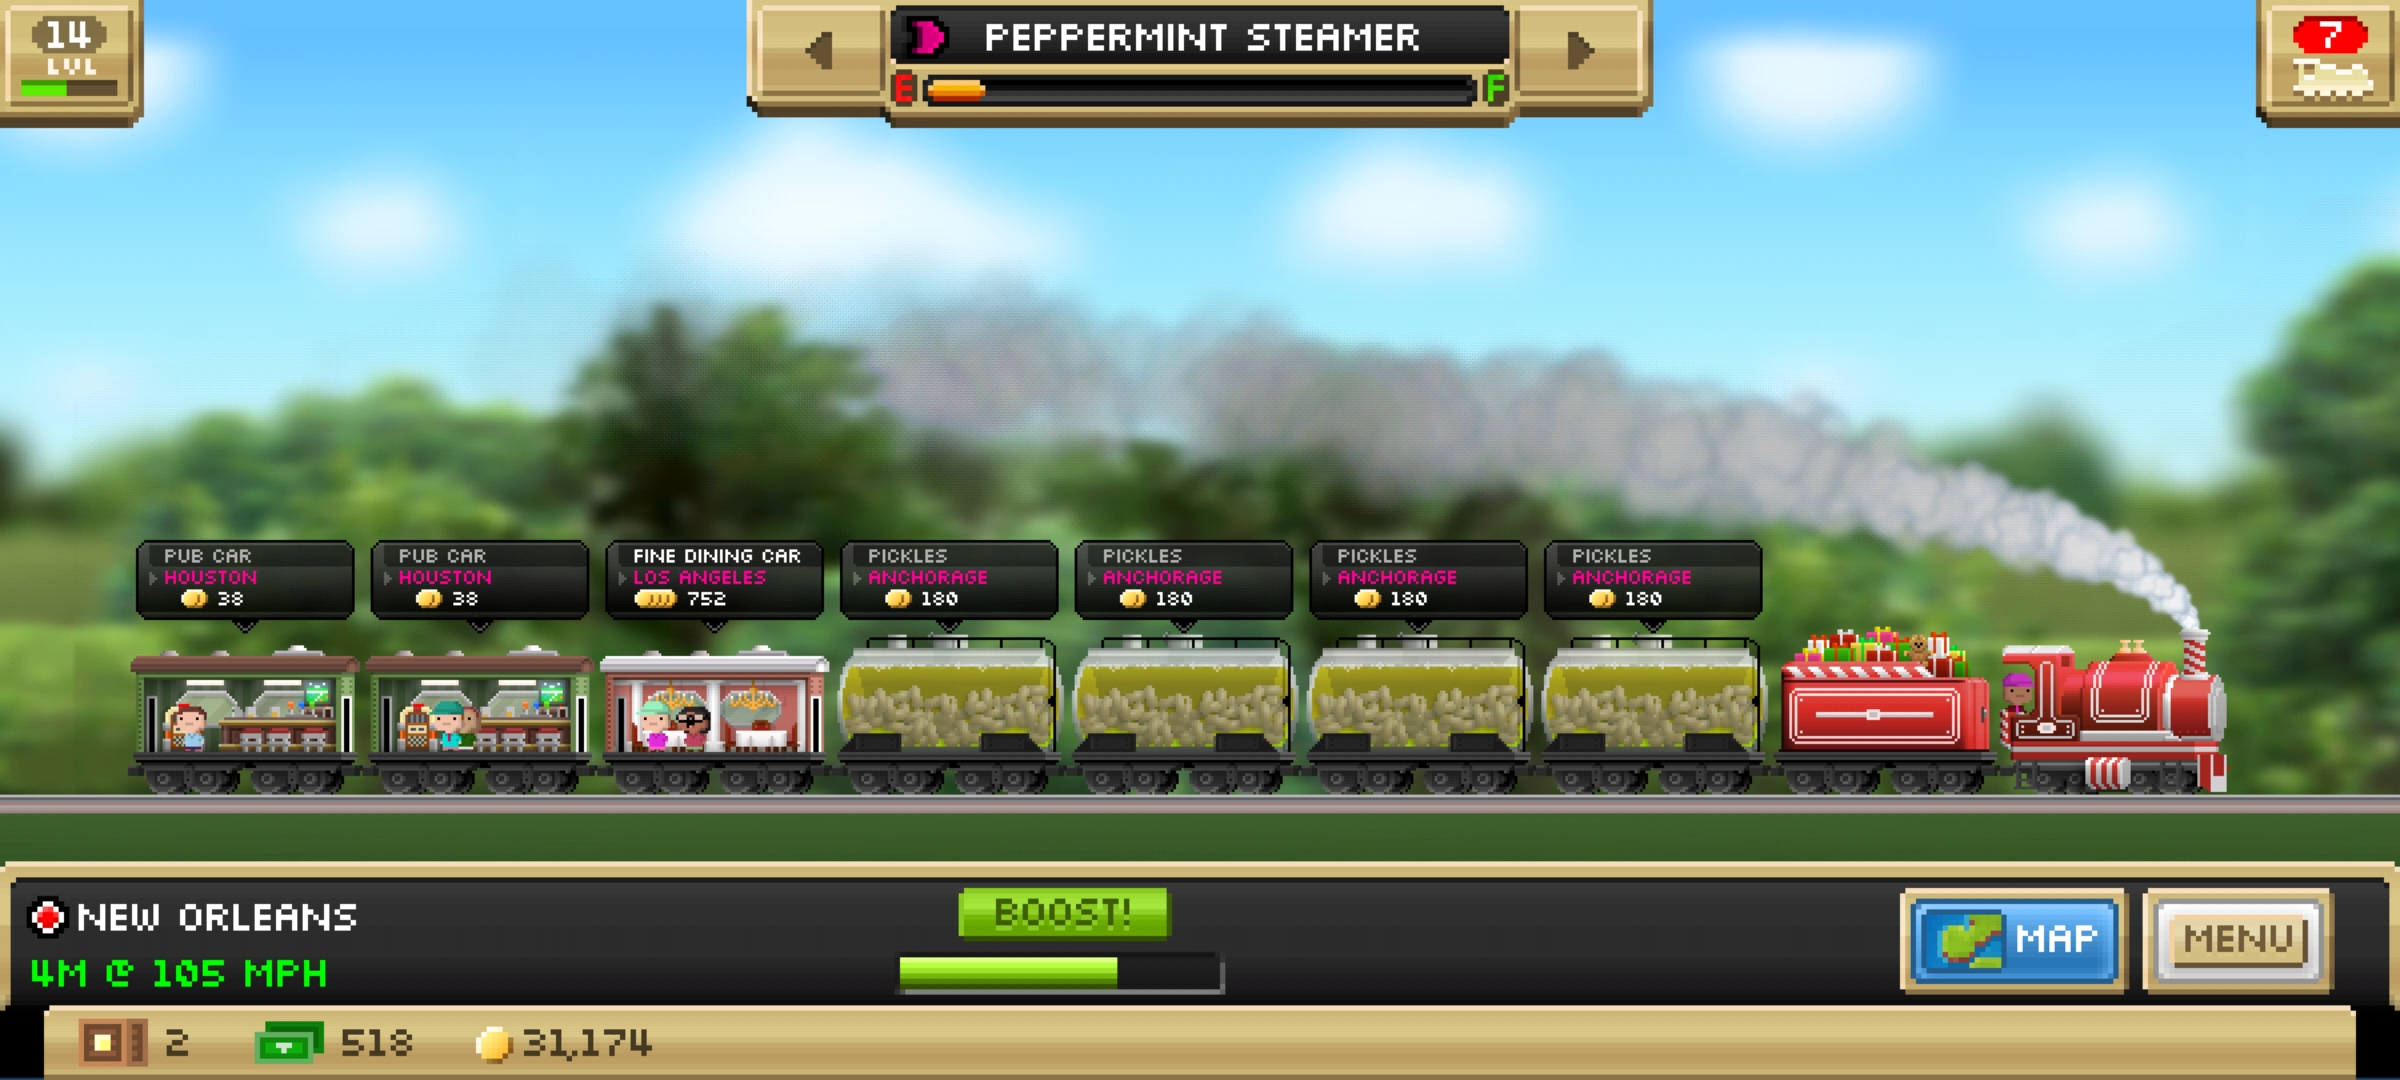 14
LVL
PEPPERMINT STEAMER
E F
7
PUB CAR
HOUSTON
38
PUB CAR
HOUSTON
38
FINE DINING CAR
LOS ANGELES
752
PICKLES
ANCHORAGE
180
PICKLES
ANCHORAGE
180
PICKLES
ANCHORAGE
180
PICKLES
ANCHORAGE
180
NEW ORLEANS
4M @ 105 MPH
BOOST!
MAP
MENU
2
518
31,174